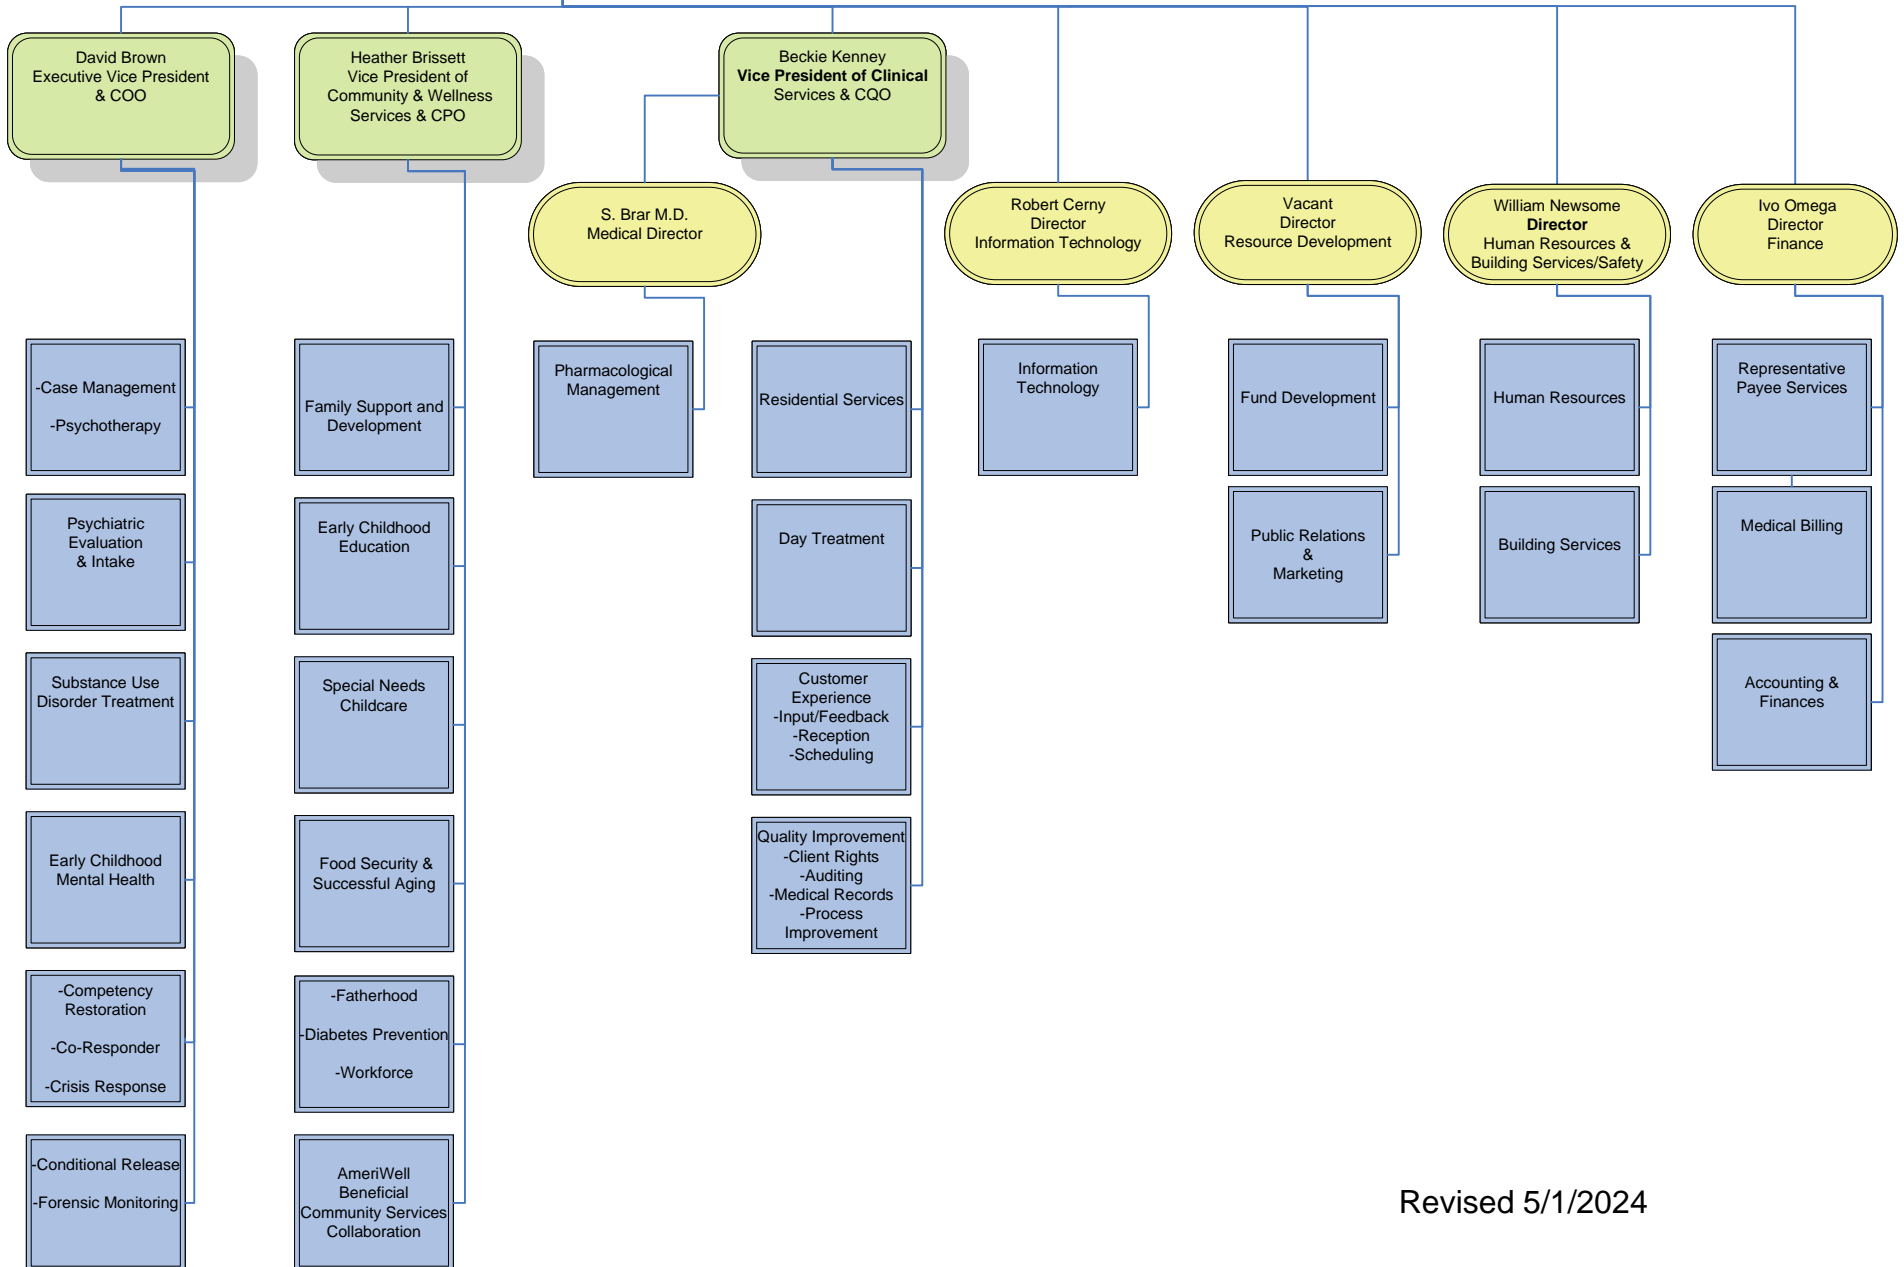 David Brown
Executive Vice President
& COO
Heather Brissett
Vice President of
Community & Wellness
Services & CPO
Beckie Kenney
Vice President of Clinical
Services & CQO
S. Brar M.D.
Medical Director
Robert Cerny
Director
Information Technology
Vacant
Director
Resource Development
William Newsome
Director
Human Resources &
Building Services/Safety
Ivo Omega
Director
Finance
-Case Management
-Psychotherapy
Psychiatric
Evaluation
& Intake
Substance Use
Disorder Treatment
Early Childhood
Mental Health
-Competency
Restoration
-Co-Responder
-Crisis Response
-Conditional Release
-Forensic Monitoring
Family Support and
Development
Early Childhood
Education
Special Needs
Childcare
Food Security &
Successful Aging
-Fatherhood
-Diabetes Prevention
-Workforce
AmeriWell
Beneficial
Community Services
Collaboration
Pharmacological
Management
Residential Services
Day Treatment
Customer
Experience
-Input/Feedback
-Reception
-Scheduling
Quality Improvement
-Client Rights
-Auditing
-Medical Records
-Process
Improvement
Information
Technology
Fund Development
Public Relations
&
Marketing
Human Resources
Building Services
Representative
Payee Services
Medical Billing
Accounting &
Finances
Revised 5/1/2024